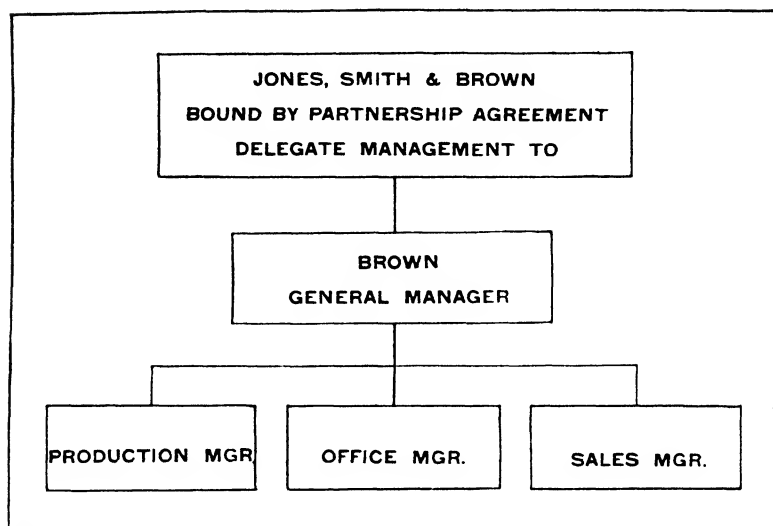 JONES, SMITH & BROWN
BOUND BY PARTNERSHIP AGREEMENT
DELEGATE MANAGEMENT TO
BROWN
GENERAL MANAGER
PRODUCTION MGR
OFFICE MGR.
SALES MGR.